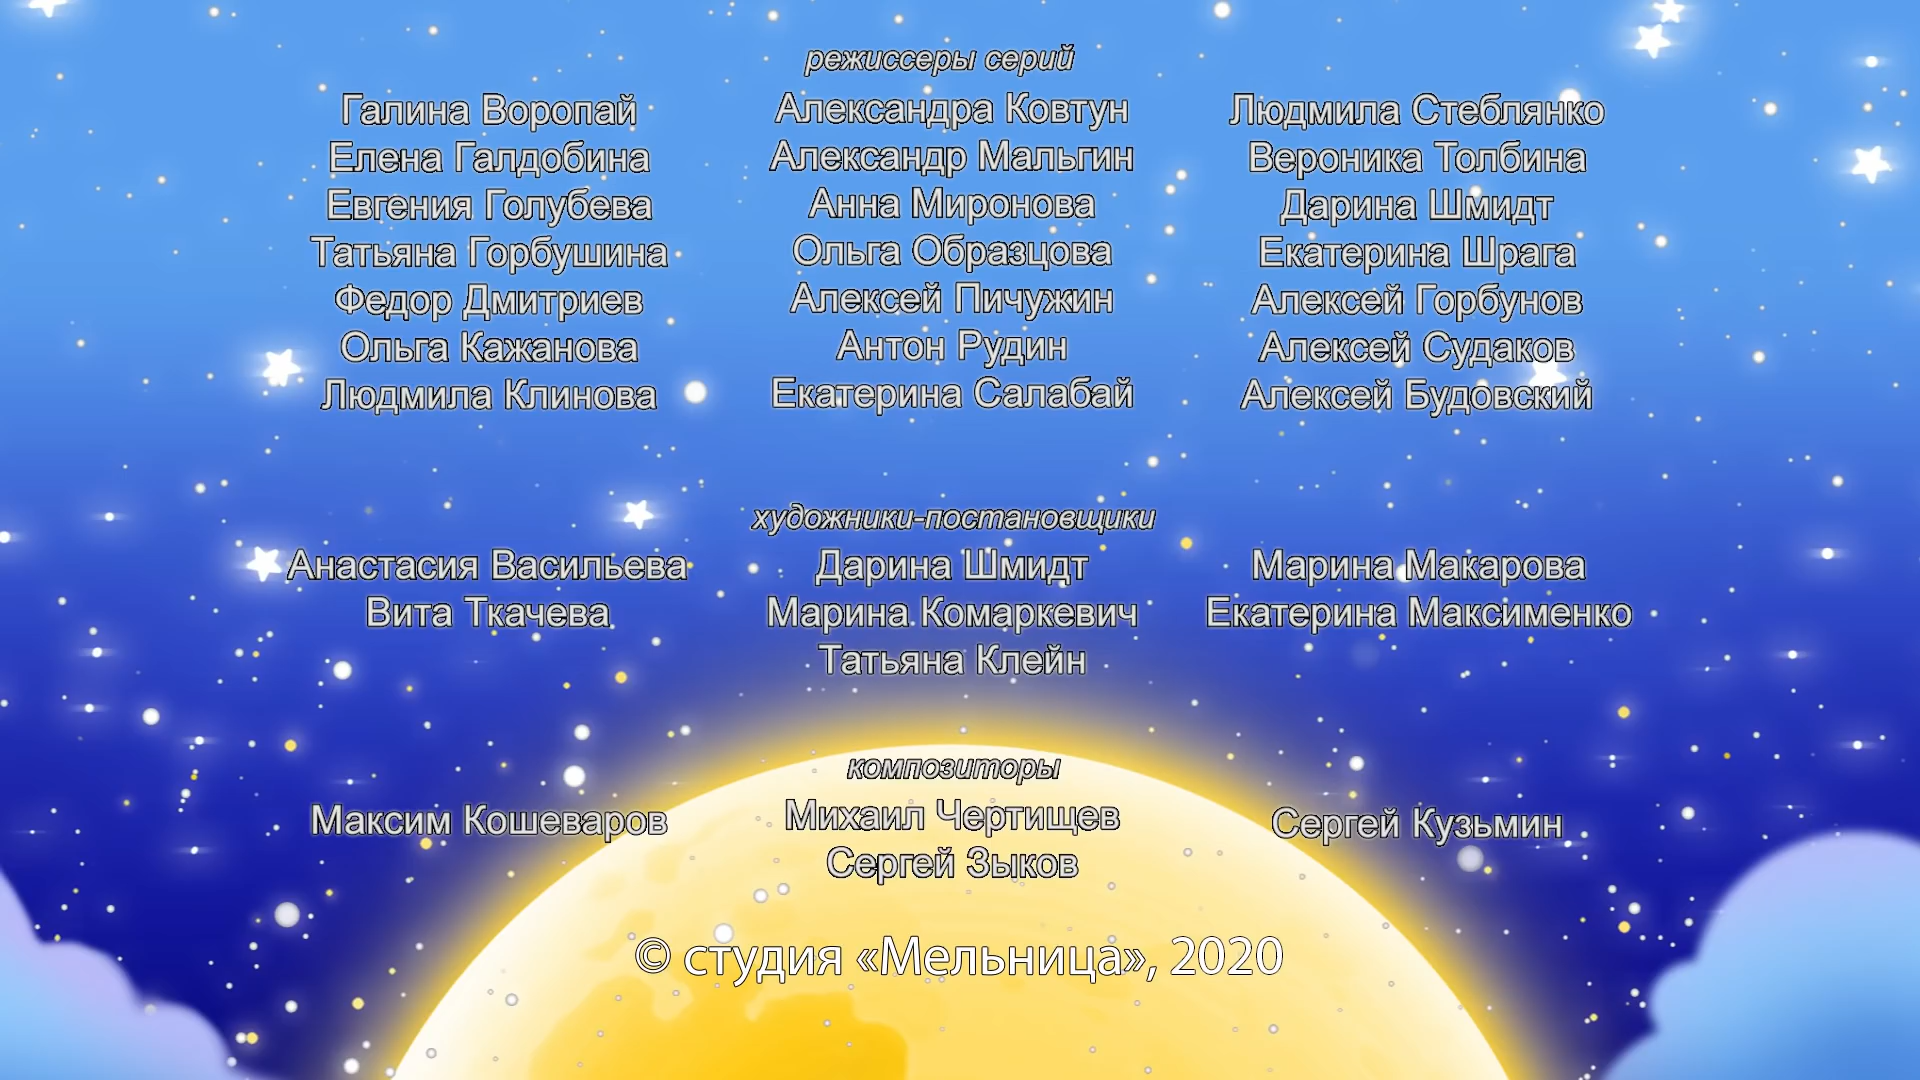 режиссеры серий
Галина Воропай
Елена Галдобина
Евгения Голубева
Татьяна Горбушина
Федор Дмитриев
Ольга Кажанова
Людмила Клинова
Александра Ковтун
Александр Мальгин
Анна Миронова
Ольга Образцова
Алексей Пичужин
Антон Рудин
Екатерина Салабай
Людмила Стеблянко
Вероника Толбина
Дарина Шмидт
Екатерина Шрага
Алексей Горбунов
Алексей Судаков
Алексей Будовский
художники-постановщики
Анастасия Васильева
Вита Ткачева
Дарина Шмидт
Марина Комаркевич
Татьяна Клейн
Марина Макарова
Екатерина Максименко
композиторы
Максим Кошеваров
Михаил Чертищев
Сергей Зыков
Сергей Кузьмин
© студия «Мельница», 2020